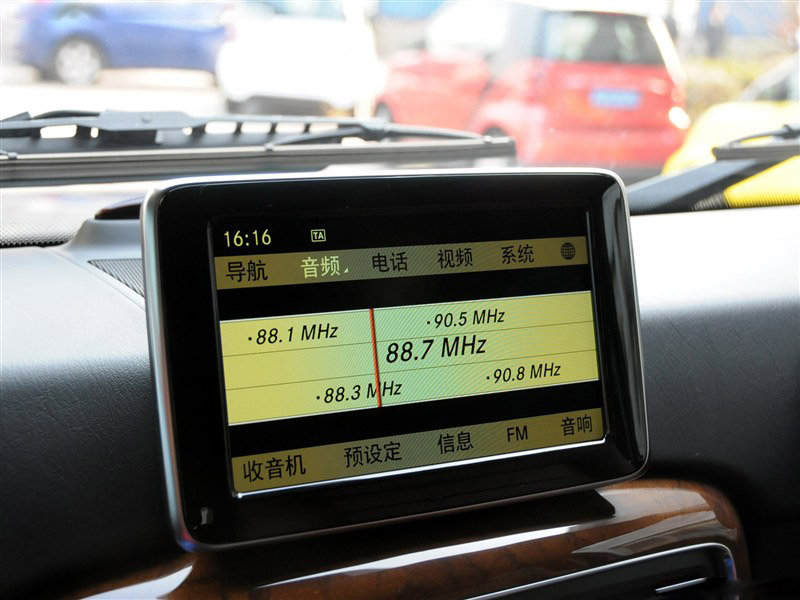 16:16 TA
导航 音频 电话 视频 系统
·88.1 MHz ·90.5 MHz
88.7 MHz
·88.3 MHz ·90.8 MHz
收音机 预设定 信息 FM 音响